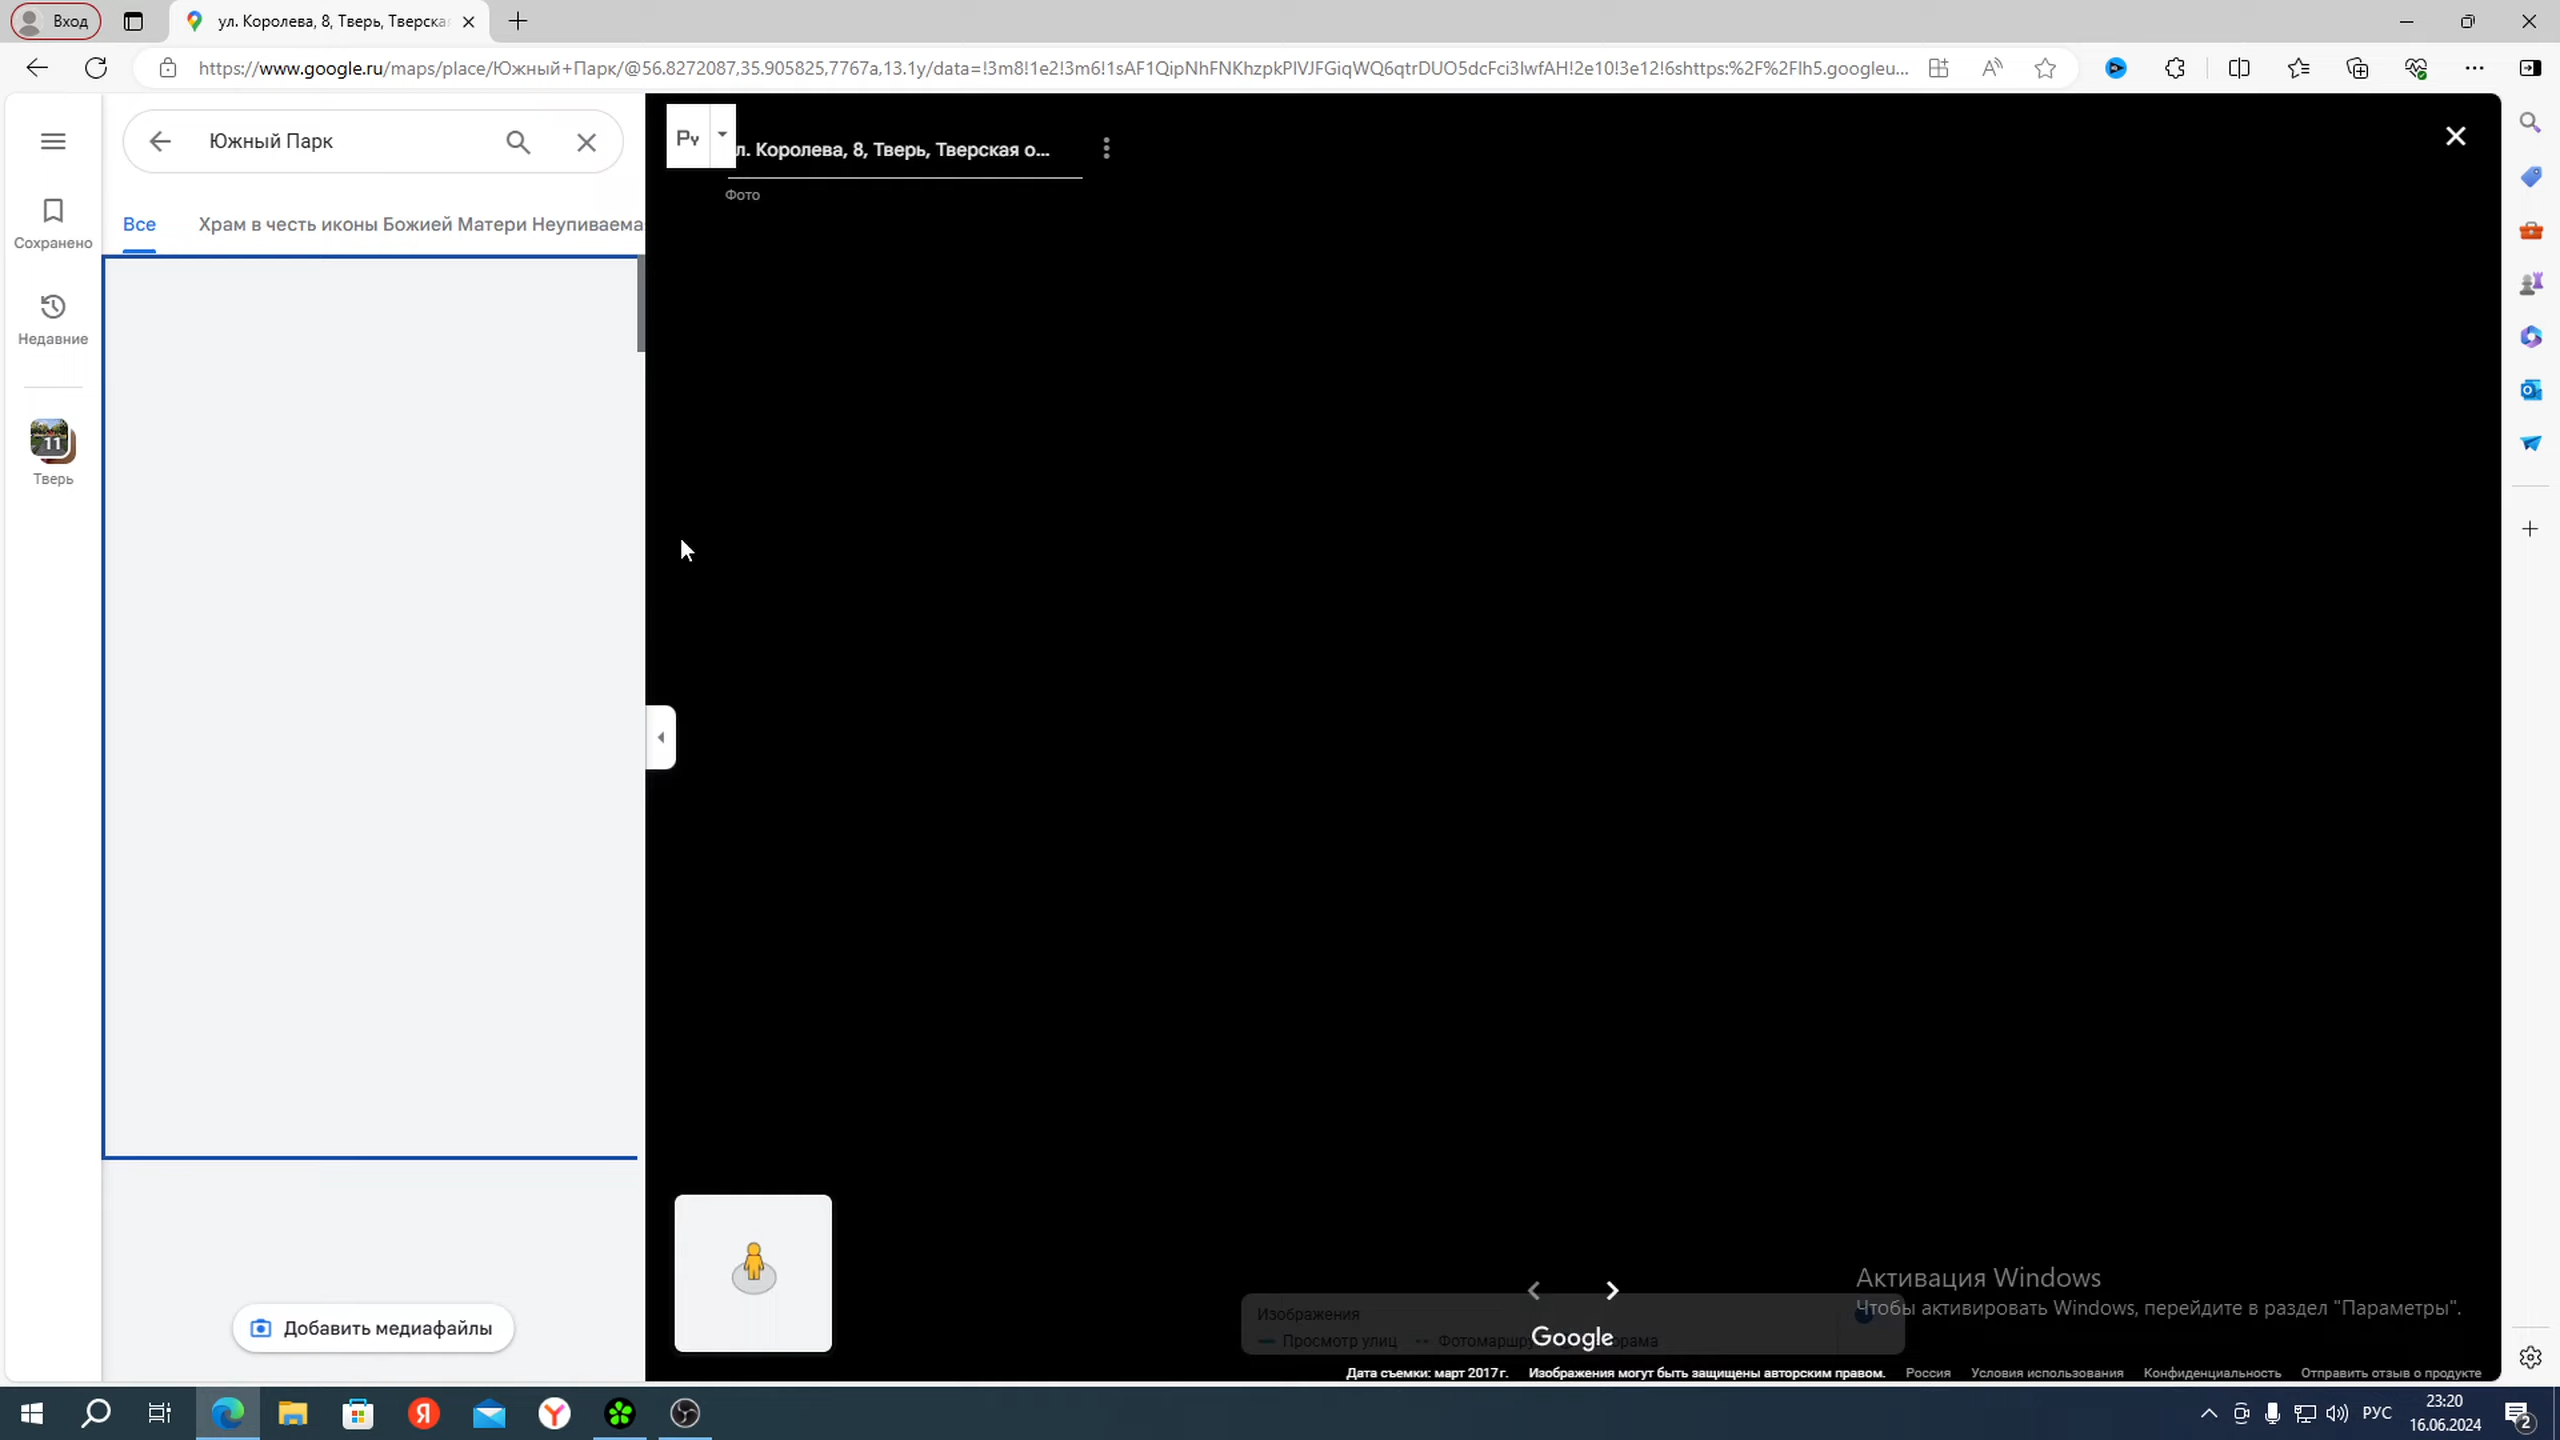 Вход
ул. Королева, 8, Тверь, Тверска
https://www.google.ru/maps/place/Южный+Парк/@56.8272087,35.905825,7767a,13.1y/data=!3m8!1e2!3m6!1sAF1QipNhFNKhzpkPlVJFGiqWQ6qtrDUO5dcFci3lwfAH!2e10!3e12!6shttps:%2F%2Flh5.googleu...
Южный Парк
Сохранено
Недавние
11
Тверь
Все
Храм в честь иконы Божией Матери Неупиваема
Ру
л. Королева, 8, Тверь, Тверская о...
Фото
Добавить медиафайлы
Изображения
Просмотр улиц
Google
Активация Windows
Чтобы активировать Windows, перейдите в раздел "Параметры".
Дата съемки: март 2017 г.
Изображения могут быть защищены авторским правом.
Россия
Условия использования
Конфиденциальность
Отправить отзыв о продукте
РУС
23:20
16.06.2024
2